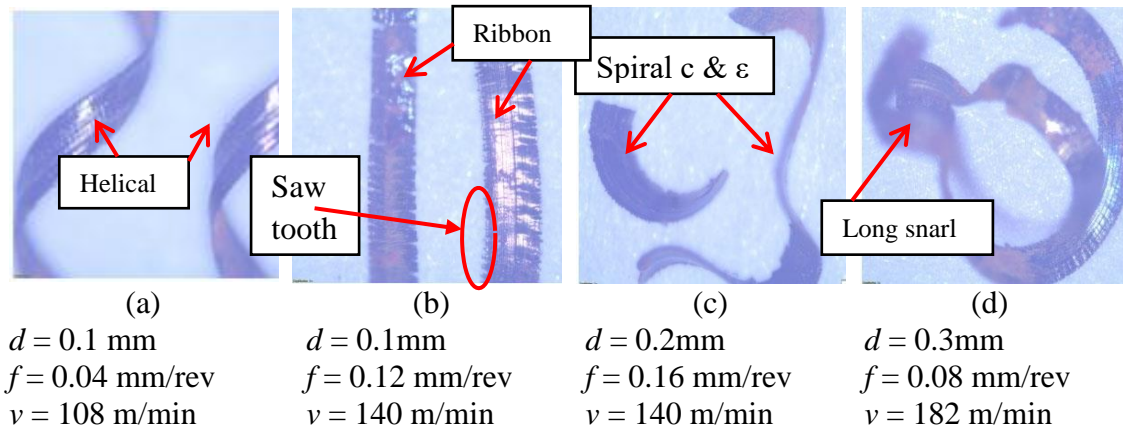 Helical
Ribbon
Saw
tooth
Spiral c & ε
Long snarl
(a)
d = 0.1 mm
f = 0.04 mm/rev
v = 108 m/min
(b)
d = 0.1mm
f = 0.12 mm/rev
v = 140 m/min
(c)
d = 0.2mm
f = 0.16 mm/rev
v = 140 m/min
(d)
d = 0.3mm
f = 0.08 mm/rev
v = 182 m/min